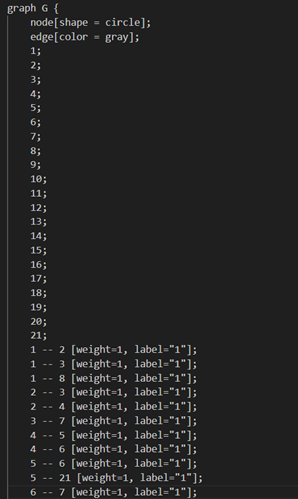 graph G {
    node[shape = circle];
    edge[color = gray];
    1;
    2;
    3;
    4;
    5;
    6;
    7;
    8;
    9;
    10;
    11;
    12;
    13;
    14;
    15;
    16;
    17;
    18;
    19;
    20;
    21;
    1 -- 2 [weight=1, label="1"];
    1 -- 3 [weight=1, label="1"];
    1 -- 8 [weight=1, label="1"];
    2 -- 3 [weight=1, label="1"];
    2 -- 4 [weight=1, label="1"];
    3 -- 7 [weight=1, label="1"];
    4 -- 5 [weight=1, label="1"];
    4 -- 6 [weight=1, label="1"];
    5 -- 6 [weight=1, label="1"];
    5 -- 21 [weight=1, label="1"];
    6 -- 7 [weight=1, label="1"];